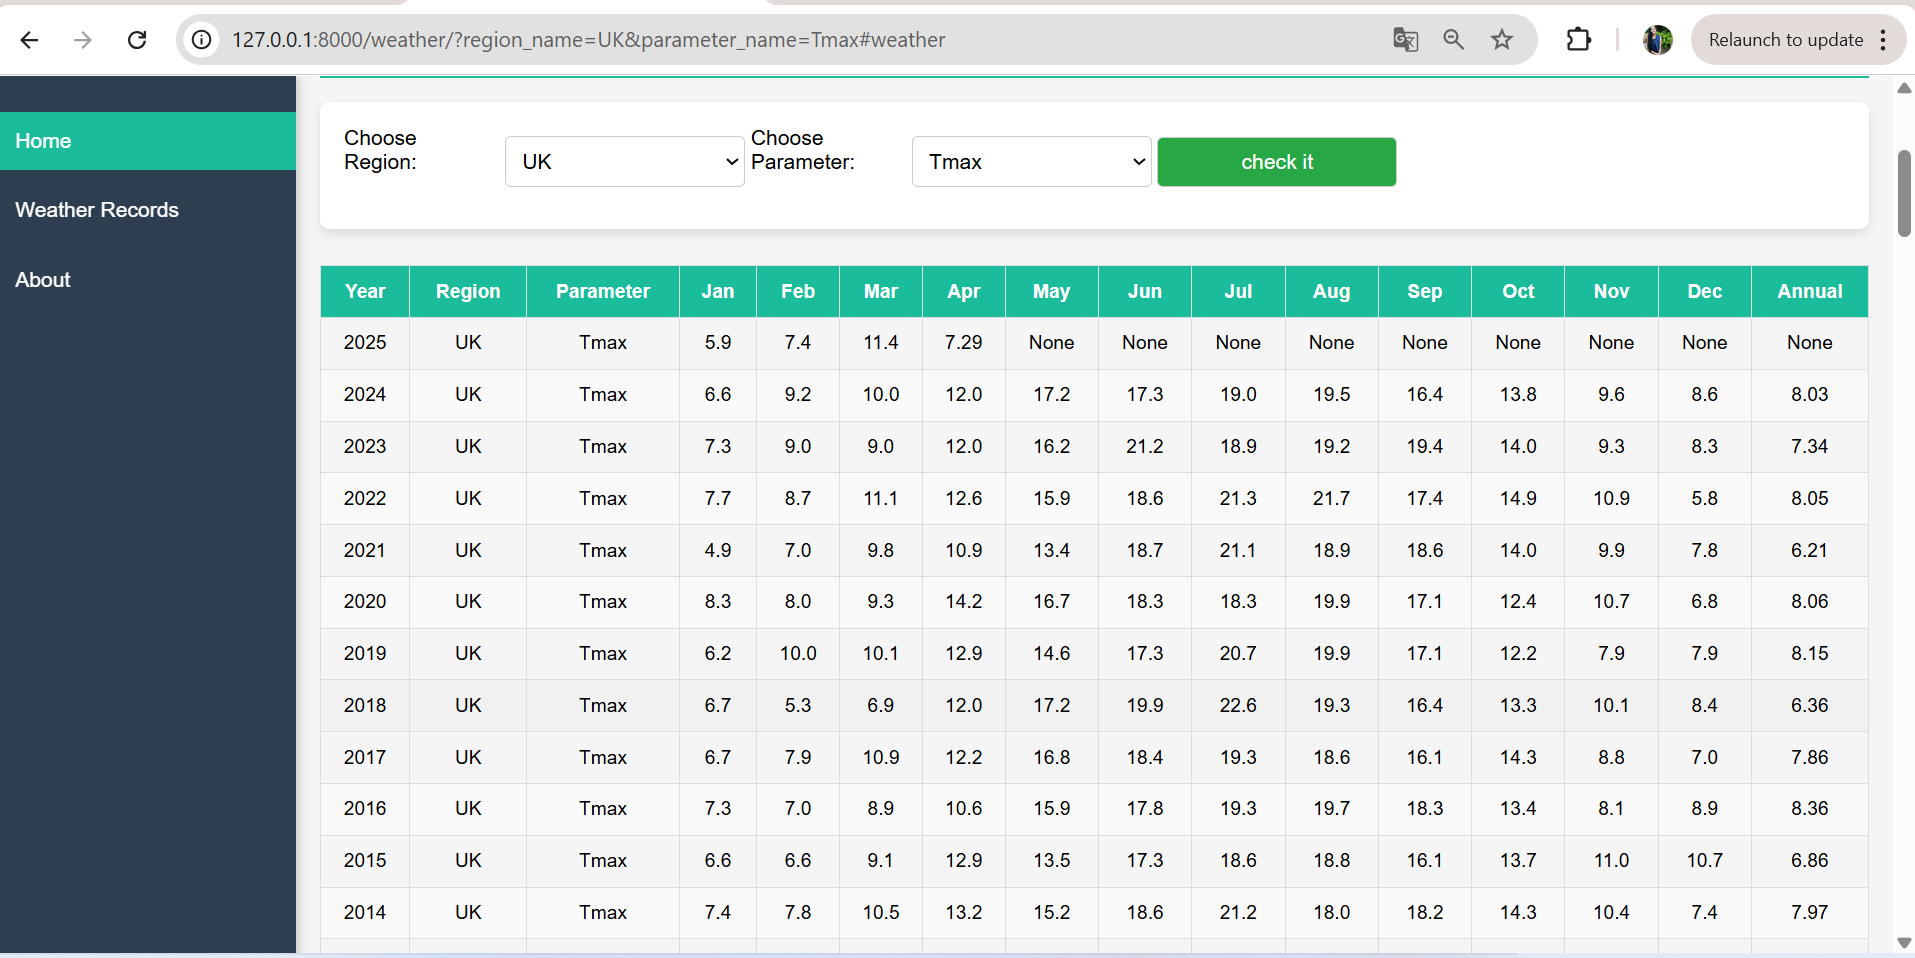 127.0.0.1:8000/weather/?region_name=UK&parameter_name=Tmax#weather
Relaunch to update
Home
Weather Records
About
Choose Region:
UK
Choose Parameter:
Tmax
check it
Year Region Parameter Jan Feb Mar Apr May Jun Jul Aug Sep Oct Nov Dec Annual
2025 UK Tmax 5.9 7.4 11.4 7.29 None None None None None None None None None
2024 UK Tmax 6.6 9.2 10.0 12.0 17.2 17.3 19.0 19.5 16.4 13.8 9.6 8.6 8.03
2023 UK Tmax 7.3 9.0 9.0 12.0 16.2 21.2 18.9 19.2 19.4 14.0 9.3 8.3 7.34
2022 UK Tmax 7.7 8.7 11.1 12.6 15.9 18.6 21.3 21.7 17.4 14.9 10.9 5.8 8.05
2021 UK Tmax 4.9 7.0 9.8 10.9 13.4 18.7 21.1 18.9 18.6 14.0 9.9 7.8 6.21
2020 UK Tmax 8.3 8.0 9.3 14.2 16.7 18.3 18.3 19.9 17.1 12.4 10.7 6.8 8.06
2019 UK Tmax 6.2 10.0 10.1 12.9 14.6 17.3 20.7 19.9 17.1 12.2 7.9 7.9 8.15
2018 UK Tmax 6.7 5.3 6.9 12.0 17.2 19.9 22.6 19.3 16.4 13.3 10.1 8.4 6.36
2017 UK Tmax 6.7 7.9 10.9 12.2 16.8 18.4 19.3 18.6 16.1 14.3 8.8 7.0 7.86
2016 UK Tmax 7.3 7.0 8.9 10.6 15.9 17.8 19.3 19.7 18.3 13.4 8.1 8.9 8.36
2015 UK Tmax 6.6 6.6 9.1 12.9 13.5 17.3 18.6 18.8 16.1 13.7 11.0 10.7 6.86
2014 UK Tmax 7.4 7.8 10.5 13.2 15.2 18.6 21.2 18.0 18.2 14.3 10.4 7.4 7.97